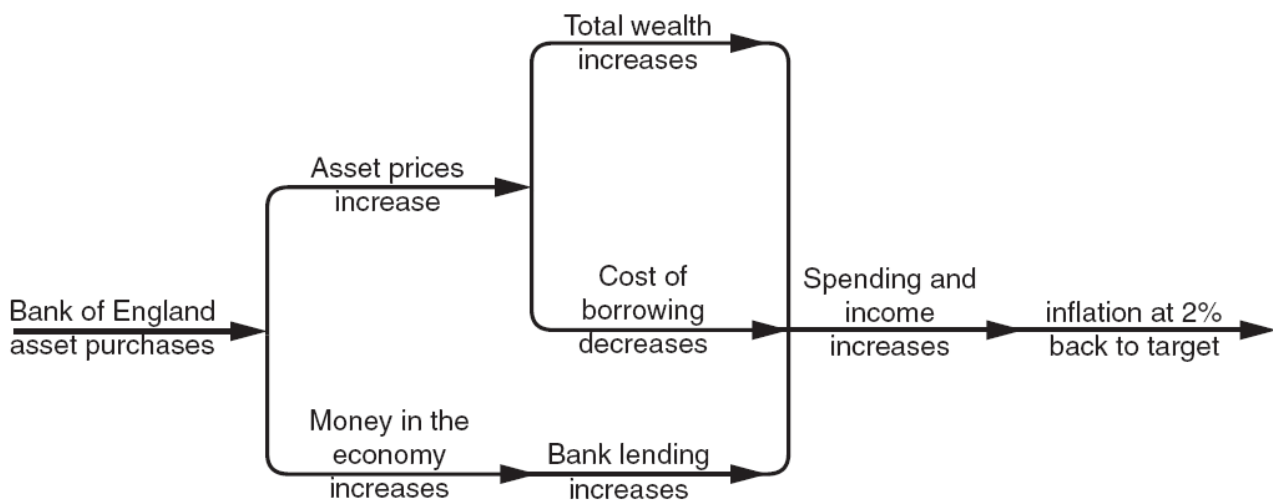 Total wealth
increases
Asset prices
increase
Cost of
borrowing
decreases
Spending and
income
increases
Bank of England
asset purchases
inflation at 2%
back to target
Money in the
economy
increases
Bank lending
increases